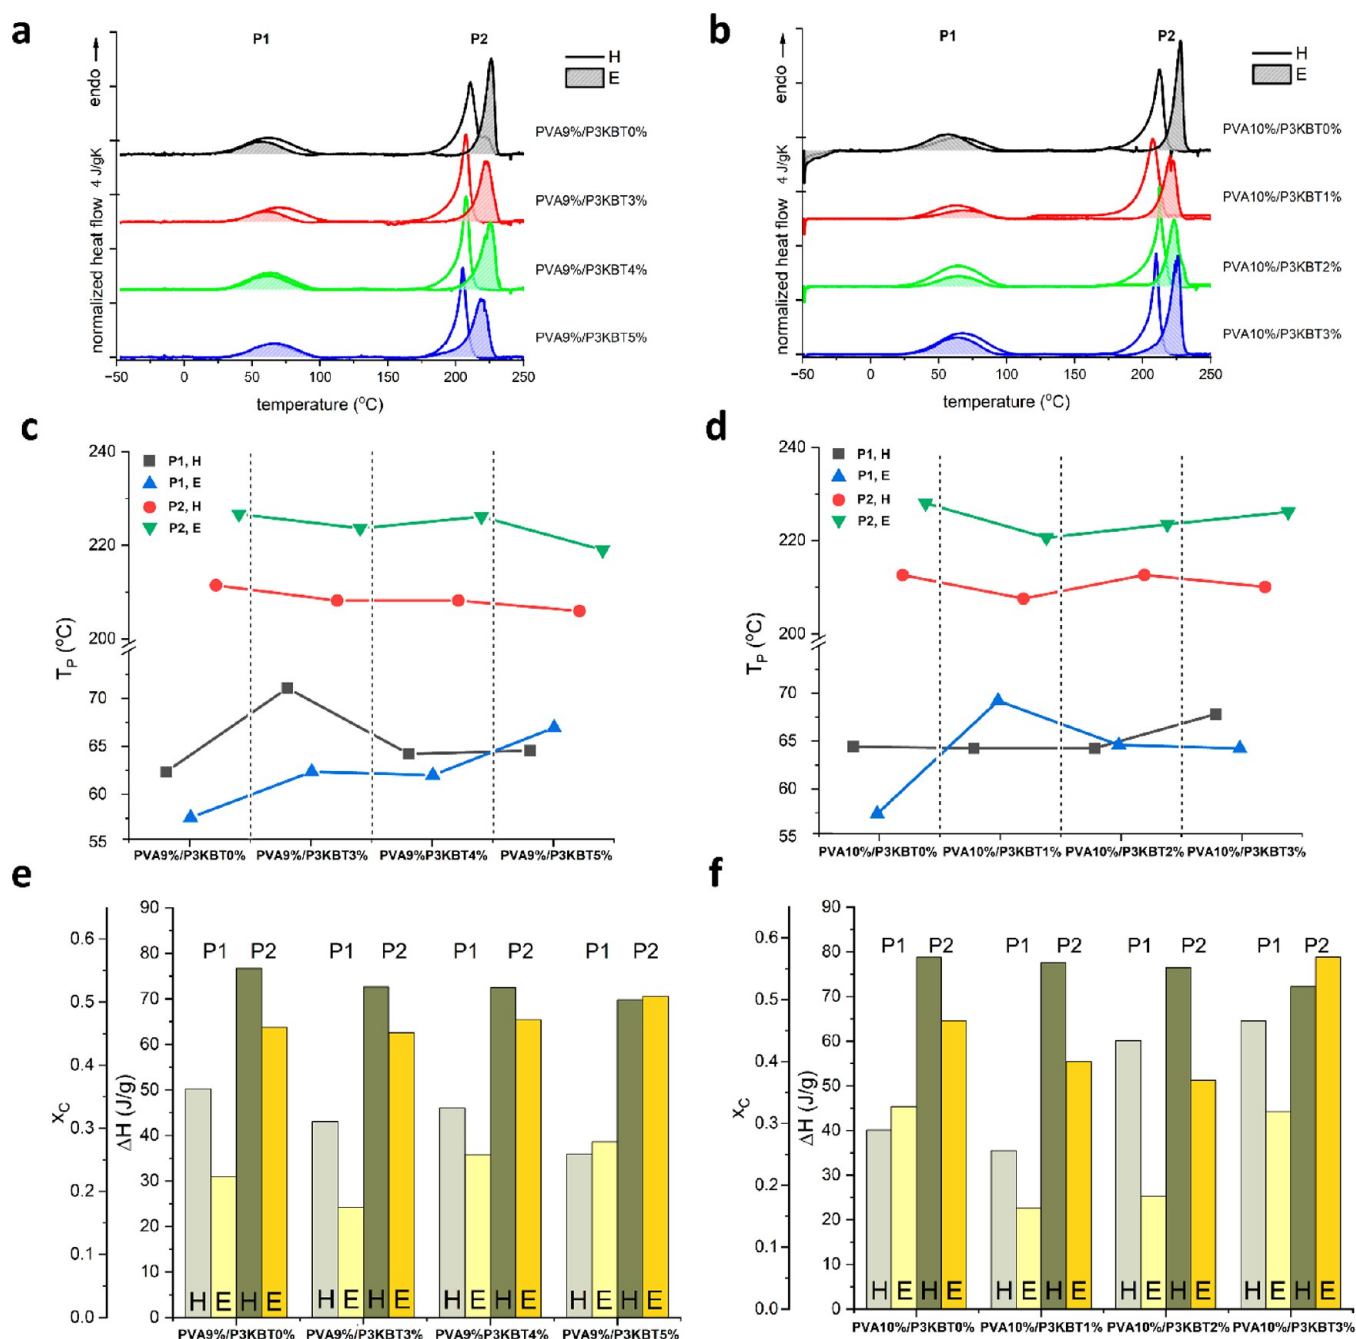 a
P1
P2
H
E
endo
4 J/gK
normalized heat flow
PVA9%/P3KBT0%
PVA9%/P3KBT3%
PVA9%/P3KBT4%
PVA9%/P3KBT5%
−50 0 50 100 150 200 250
temperature (°C)
b
P1
P2
H
E
endo
4 J/gK
normalized heat flow
PVA10%/P3KBT0%
PVA10%/P3KBT1%
PVA10%/P3KBT2%
PVA10%/P3KBT3%
−50 0 50 100 150 200 250
temperature (°C)
c
P1, H
P1, E
P2, H
P2, E
240
220
200
70
65
60
55
TP (°C)
PVA9%/P3KBT0% PVA9%/P3KBT3% PVA9%P3KBT4% PVA9%/P3KBT5%
d
P1, H
P1, E
P2, H
P2, E
240
220
200
70
65
60
55
TP (°C)
PVA10%/P3KBT0% PVA10%/P3KBT1% PVA10%/P3KBT2% PVA10%/P3KBT3%
e
0.6
0.5
0.4
0.3
0.2
0.1
0.0
xC
90
80
70
60
50
40
30
20
10
0
ΔH (J/g)
P1 P2 P1 P2 P1 P2 P1 P2
H E H E H E H E H E H E H E H E
PVA9%/P3KBT0% PVA9%/P3KBT3% PVA9%P3KBT4% PVA9%/P3KBT5%
f
0.6
0.5
0.4
0.3
0.2
0.1
0.0
xC
90
80
70
60
50
40
30
20
10
0
ΔH (J/g)
P1 P2 P1 P2 P1 P2 P1 P2
H E H E H E H E H E H E H E H E
PVA10%/P3KBT0% PVA10%/P3KBT1% PVA10%/P3KBT2% PVA10%/P3KBT3%